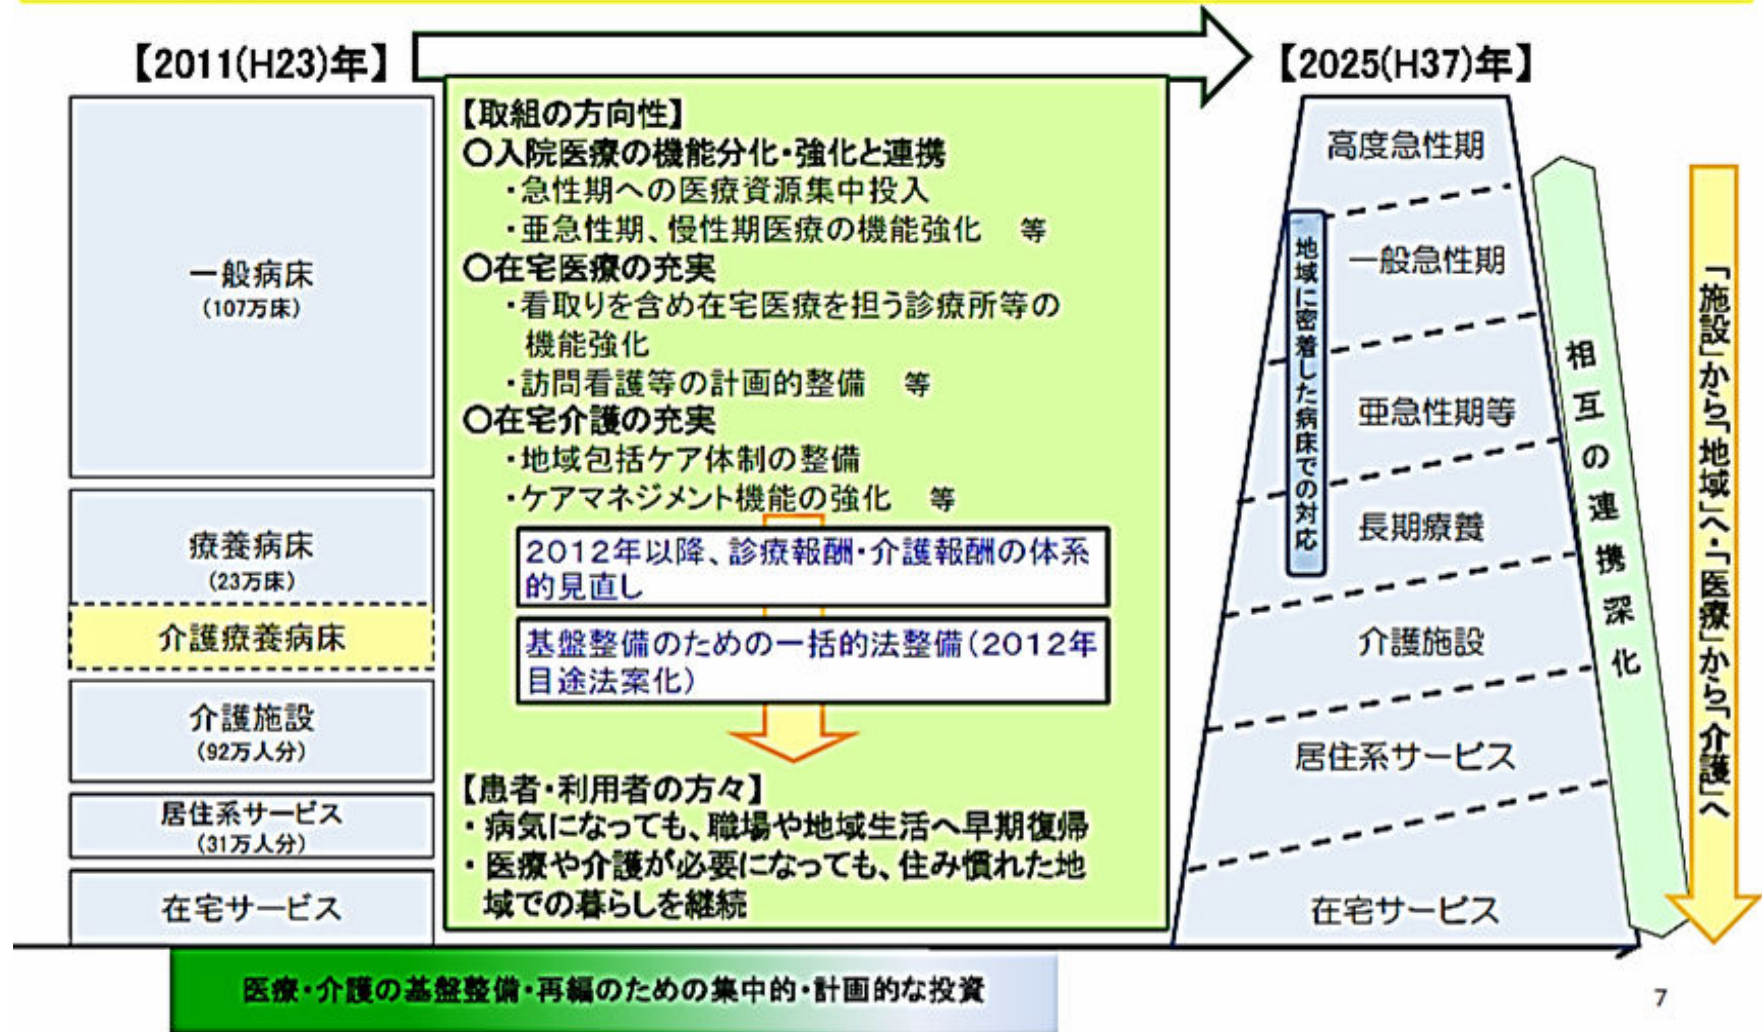 【2011(H23)年】
一般病床
(107万床)
療養病床
(23万床)
介護療養病床
介護施設
(92万人分)
居住系サービス
(31万人分)
在宅サービス
【取組の方向性】
○入院医療の機能分化・強化と連携
・急性期への医療資源集中投入
・亜急性期、慢性期医療の機能強化　等
○在宅医療の充実
・看取りを含め在宅医療を担う診療所等の
機能強化
・訪問看護等の計画的整備　等
○在宅介護の充実
・地域包括ケア体制の整備
・ケアマネジメント機能の強化　等
2012年以降、診療報酬・介護報酬の体系
的見直し
基盤整備のための一括的法整備(2012年
目途法案化)
【患者・利用者の方々】
・病気になっても、職場や地域生活へ早期復帰
・医療や介護が必要になっても、住み慣れた地
域での暮らしを継続
【2025(H37)年】
高度急性期
一般急性期
亜急性期等
長期療養
介護施設
居住系サービス
在宅サービス
地域に密着した病床での対応
相互の連携深化
「施設」から「地域」へ・「医療」から「介護」へ
医療・介護の基盤整備・再編のための集中的・計画的な投資
7